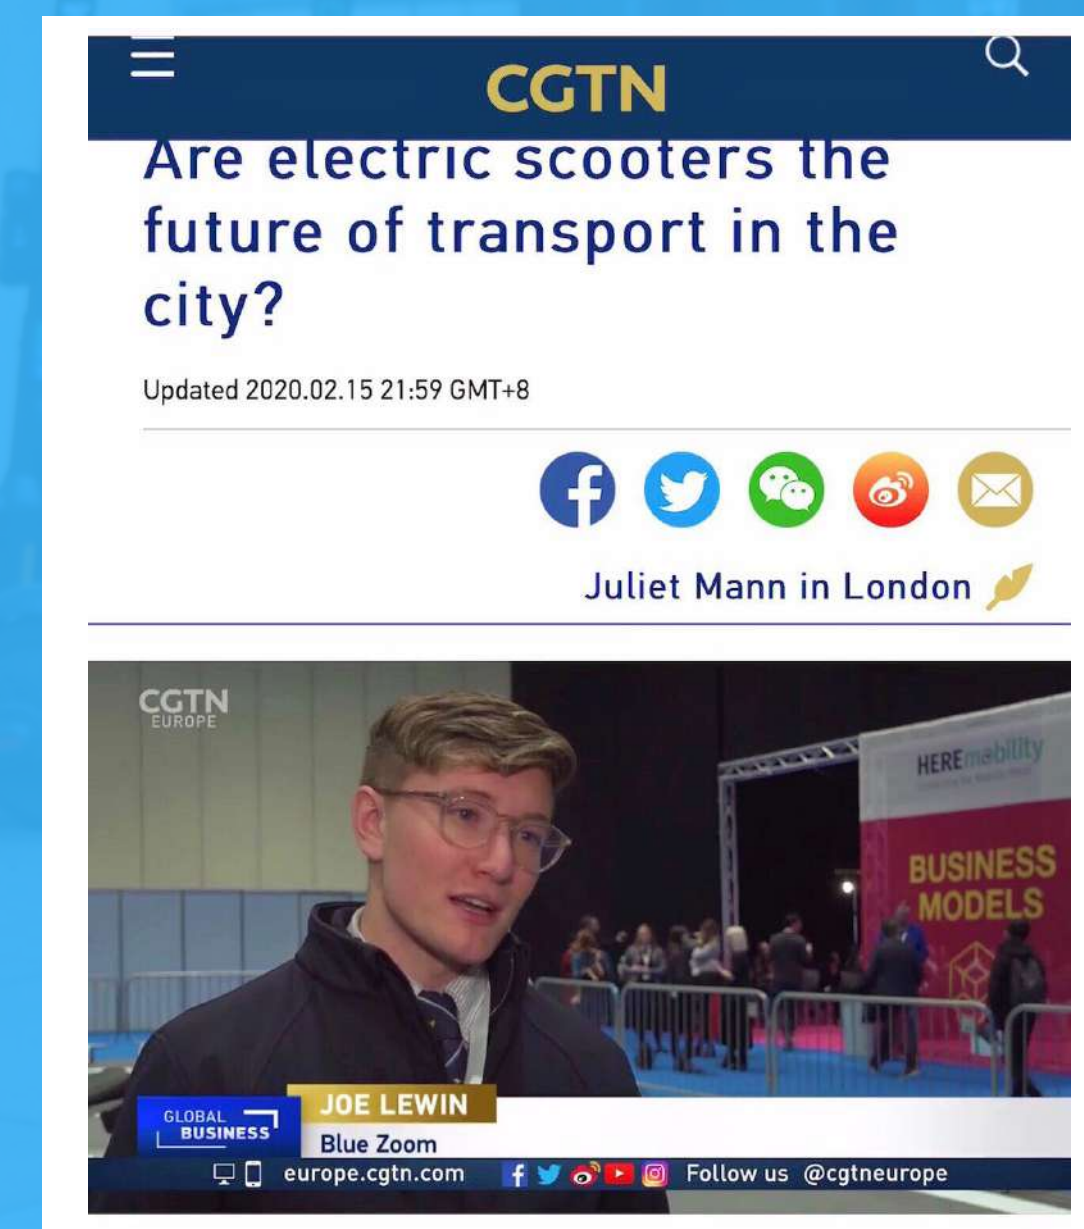 CGTN
Are electric scooters the
future of transport in the
city?
Updated 2020.02.15 21:59 GMT+8
Juliet Mann in London
CGTN
EUROPE
HEREmobility
BUSINESS
MODELS
GLOBAL
BUSINESS
JOE LEWIN
Blue Zoom
europe.cgtn.com
Follow us @cgtneurope